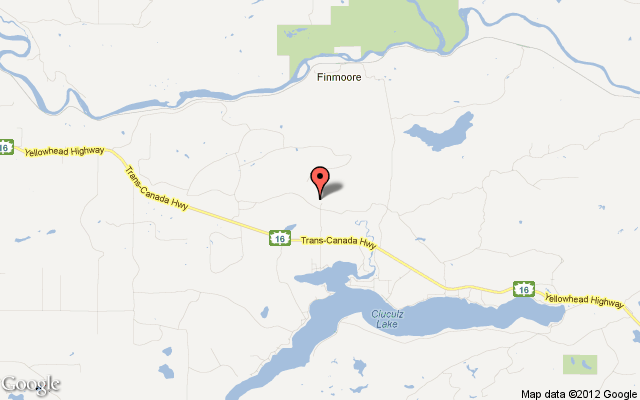 Finmoore
16
Yellowhead Highway
Trans-Canada Hwy
16
Trans-Canada Hwy
16
Yellowhead Highway
Cluculz
Lake
Google
Map data ©2012 Google